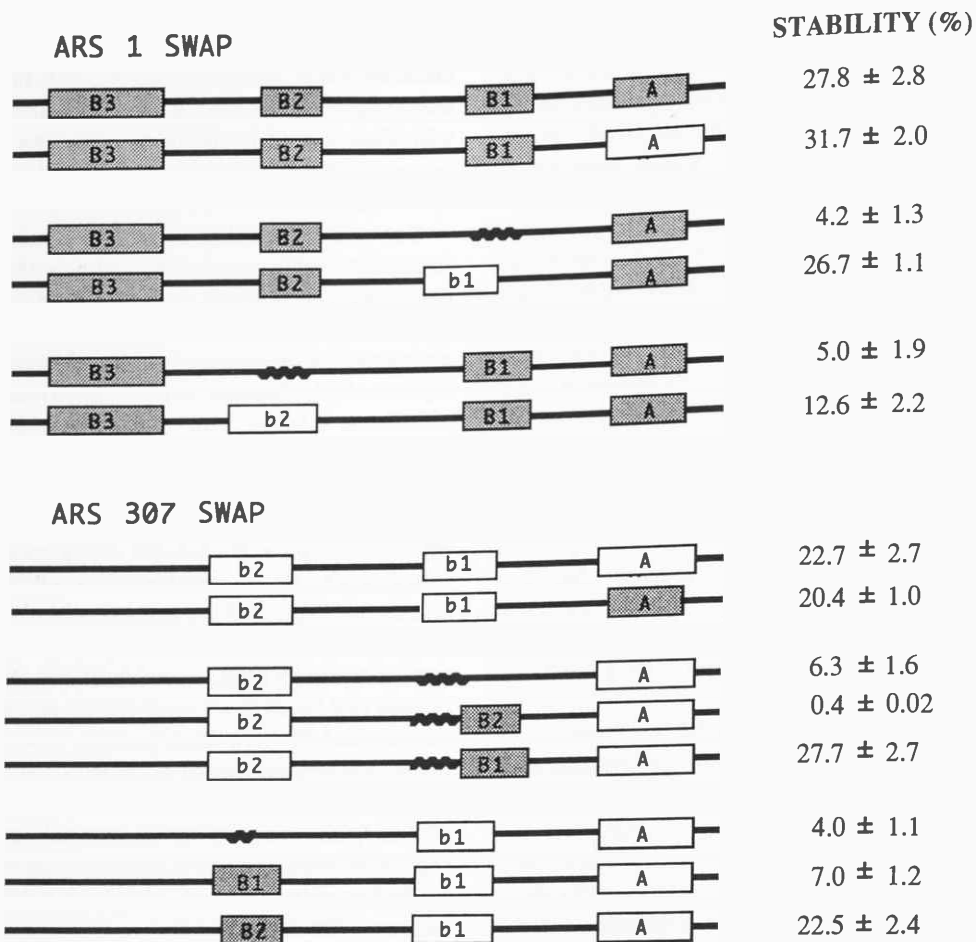 STABILITY (%)
ARS 1 SWAP
B3 B2 B1 A 27.8 ± 2.8
B3 B2 B1 A 31.7 ± 2.0
B3 B2 A 4.2 ± 1.3
B3 B2 b1 A 26.7 ± 1.1
B3 B1 A 5.0 ± 1.9
B3 b2 B1 A 12.6 ± 2.2
ARS 307 SWAP
b2 b1 A 22.7 ± 2.7
b2 b1 A 20.4 ± 1.0
b2 A 6.3 ± 1.6
b2 B2 A 0.4 ± 0.02
b2 B1 A 27.7 ± 2.7
b1 A 4.0 ± 1.1
B1 b1 A 7.0 ± 1.2
B2 b1 A 22.5 ± 2.4